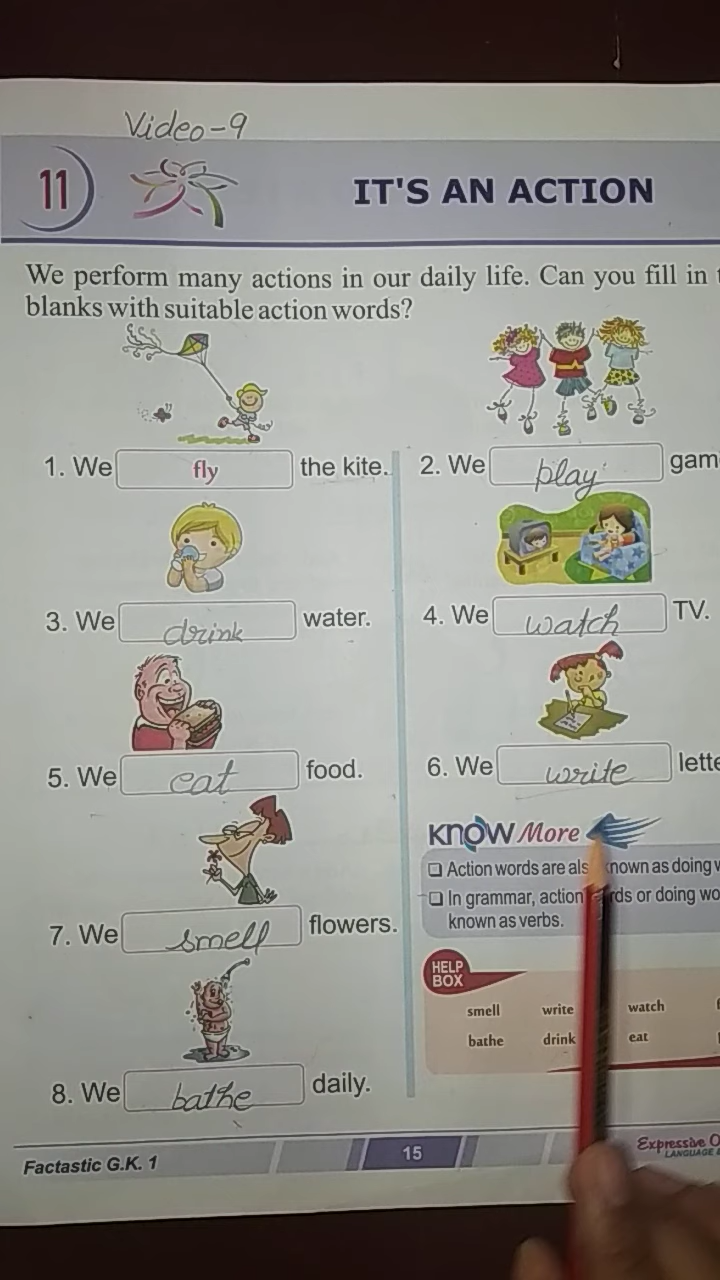 Video-9
11 IT'S AN ACTION
We perform many actions in our daily life. Can you fill in
blanks with suitable action words?
1. We fly the kite. 2. We play gam
3. We drink water. 4. We watch TV.
5. We eat food. 6. We write lette
KNOW More
Action words are als known as doing w
7. We smell flowers.
In grammar, action rds or doing wo
known as verbs.
HELP
BOX
smell write watch
bathe drink eat
8. We bathe daily.
Factastic G.K. 1 15 Expressive O
LANGUAGE